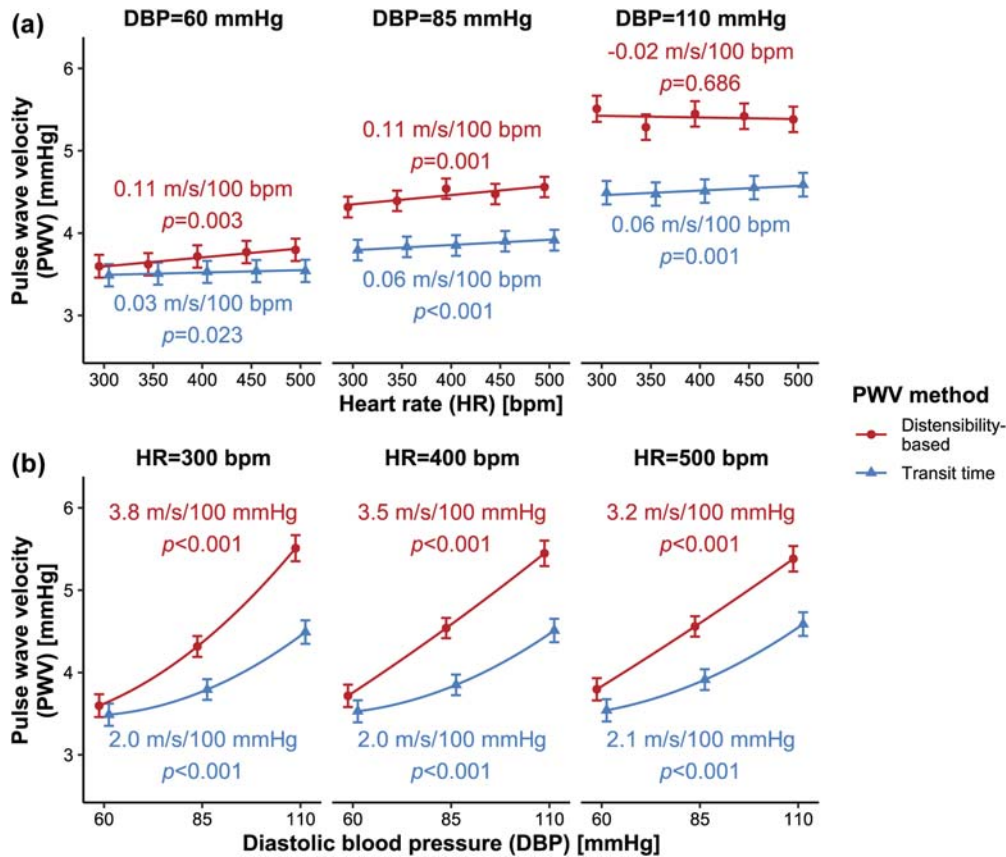 (a)
DBP=60 mmHg
DBP=85 mmHg
DBP=110 mmHg
Pulse wave velocity
(PWV) [mmHg]
6
5
4
3
0.11 m/s/100 bpm
p=0.003
0.03 m/s/100 bpm
p=0.023
0.11 m/s/100 bpm
p=0.001
0.06 m/s/100 bpm
p<0.001
-0.02 m/s/100 bpm
p=0.686
0.06 m/s/100 bpm
p=0.001
300 350 400 450 500
300 350 400 450 500
300 350 400 450 500
Heart rate (HR) [bpm]
PWV method
Distensibility-
based
Transit time
(b)
HR=300 bpm
HR=400 bpm
HR=500 bpm
Pulse wave velocity
(PWV) [mmHg]
6
5
4
3
3.8 m/s/100 mmHg
p<0.001
2.0 m/s/100 mmHg
p<0.001
3.5 m/s/100 mmHg
p<0.001
2.0 m/s/100 mmHg
p<0.001
3.2 m/s/100 mmHg
p<0.001
2.1 m/s/100 mmHg
p<0.001
60 85 110
60 85 110
60 85 110
Diastolic blood pressure (DBP) [mmHg]